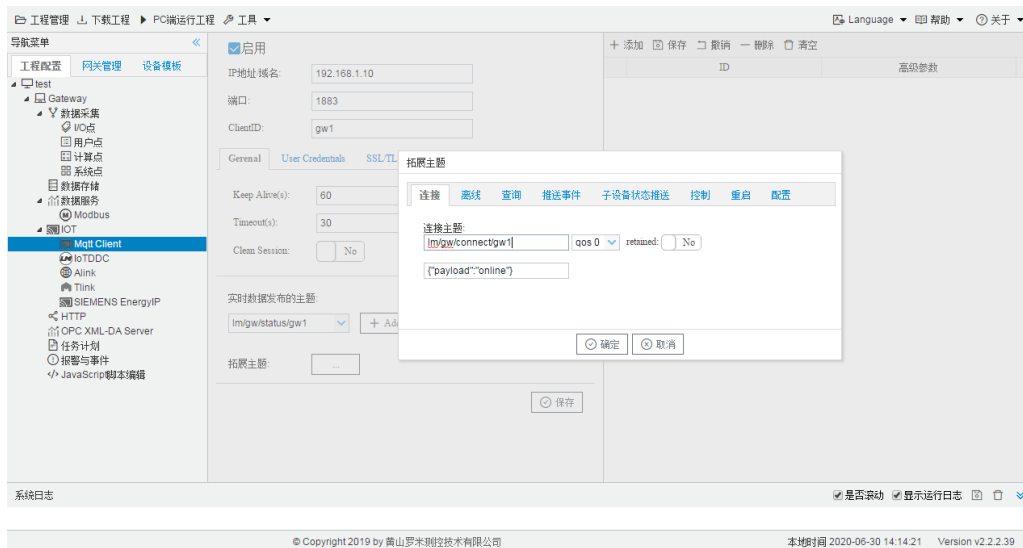 工程管理 下载工程 PC端运行工程 工具 Language 帮助 关于
导航菜单
工程配置 网关管理 设备模板
test
Gateway
数据采集
I/O点
用户点
计算点
系统点
数据存储
数据服务
Modbus
IOT
Mqtt Client
IoTDDC
Alink
Tlink
SIEMENS EnergyIP
HTTP
OPC XML-DA Server
任务计划
报警与事件
JavaScript脚本编辑
启用
IP地址\域名: 192.168.1.10
端口: 1883
ClientID: gw1
Gerenal User Credentials SSL/TL
Keep Alive(s): 60
Timeout(s): 30
Clean Session: No
实时数据发布的主题:
lm/gw/status/gw1 Add
拓展主题: ...
保存
添加 保存 撤销 删除 清空
ID 高级参数
拓展主题
连接 离线 查询 推送事件 子设备状态推送 控制 重启 配置
连接主题:
lm/gw/connect/gw1 qos 0 retained: No
{"payload":"online"}
确定 取消
系统日志 是否滚动 显示运行日志
© Copyright 2019 by 黄山罗米测控技术有限公司 本地时间 2020-06-30 14:14:21 Version v2.2.2.39